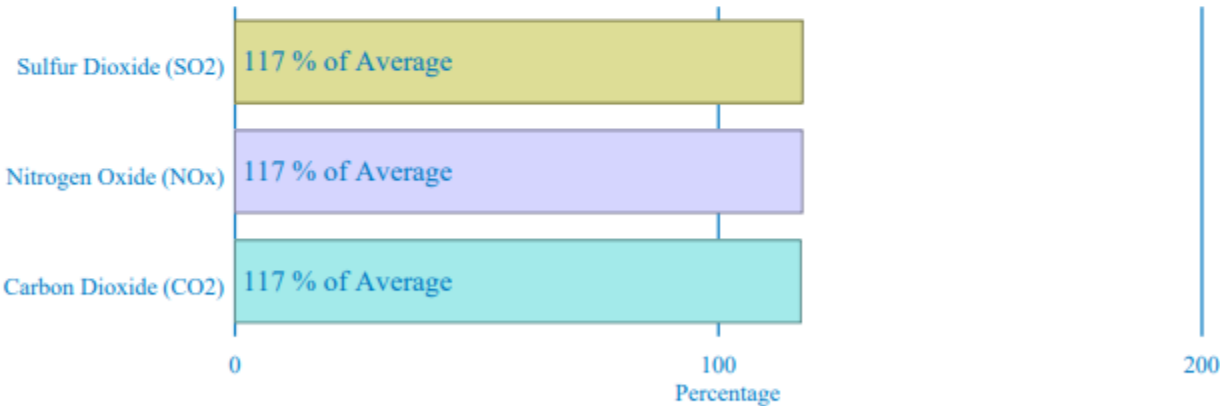 Sulfur Dioxide (SO2) 117 % of Average
Nitrogen Oxide (NOx) 117 % of Average
Carbon Dioxide (CO2) 117 % of Average
0 100 200
Percentage